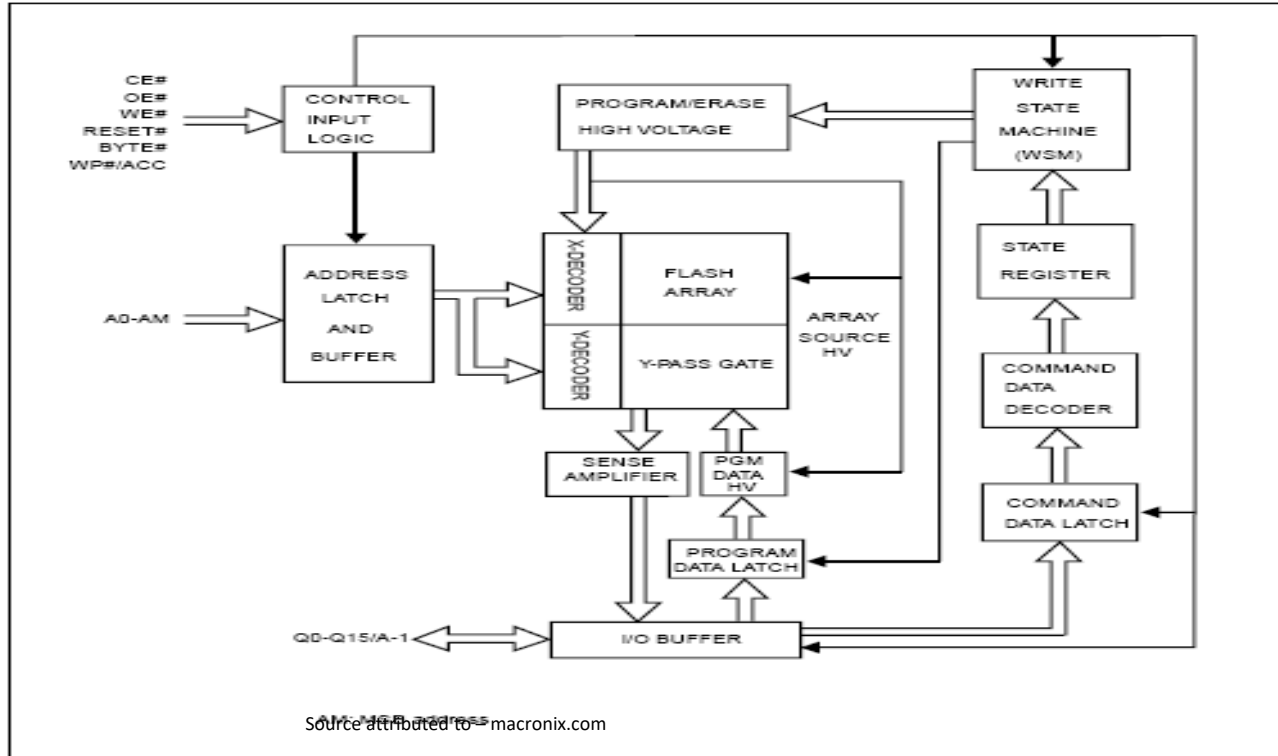 CE#
OE#
WE#
RESET#
BYTE#
WP#/ACC
CONTROL
INPUT
LOGIC
PROGRAM/ERASE
HIGH VOLTAGE
WRITE
STATE
MACHINE
(WSM)
A0-AM
ADDRESS
LATCH
AND
BUFFER
X-DECODER
FLASH
ARRAY
Y-DECODER
Y-PASS GATE
ARRAY
SOURCE
HV
STATE
REGISTER
COMMAND
DATA
DECODER
SENSE
AMPLIFIER
PGM
DATA
HV
COMMAND
DATA LATCH
PROGRAM
DATA LATCH
Q0-Q15/A-1
I/O BUFFER
AM: MSB address
Source attributed to – macronix.com